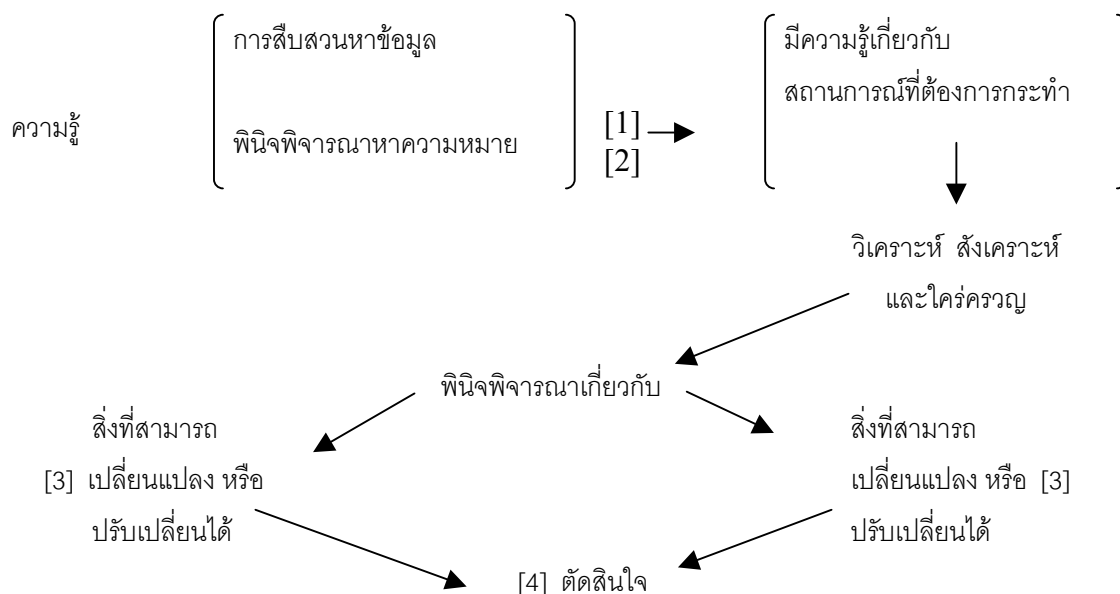 การสืบสวนหาข้อมูล
มีความรู้เกี่ยวกับ
สถานการณ์ที่ต้องการกระทำ
ความรู้
พินิจพิจารณาหาความหมาย
[1]
[2]
วิเคราะห์ สังเคราะห์
และใคร่ครวญ
พินิจพิจารณาเกี่ยวกับ
สิ่งที่สามารถ
[3] เปลี่ยนแปลง หรือ
ปรับเปลี่ยนได้
สิ่งที่สามารถ
เปลี่ยนแปลง หรือ [3]
ปรับเปลี่ยนได้
[4] ตัดสินใจ